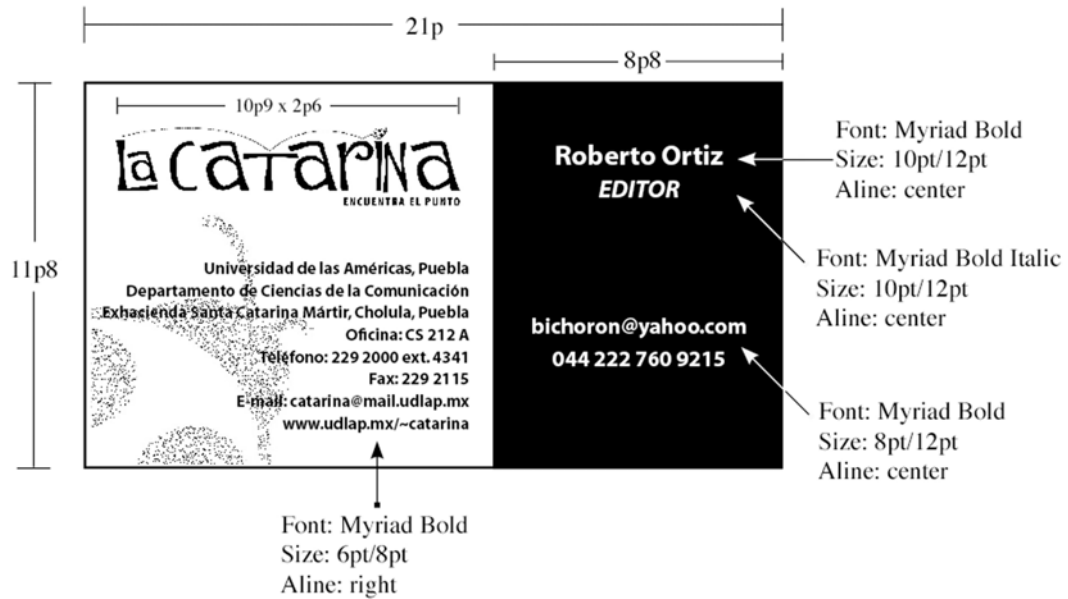 21p
8p8
10p9 x 2p6
La CaTarína
ENCUENTRA EL PUNTO
11p8
Universidad de las Américas, Puebla
Departamento de Ciencias de la Comunicación
Exhacienda Santa Catarina Mártir, Cholula, Puebla
Oficina: CS 212 A
Teléfono: 229 2000 ext. 4341
Fax: 229 2115
E-mail: catarina@mail.udlap.mx
www.udlap.mx/~catarina
Roberto Ortiz
EDITOR
bichoron@yahoo.com
044 222 760 9215
Font: Myriad Bold
Size: 10pt/12pt
Aline: center
Font: Myriad Bold Italic
Size: 10pt/12pt
Aline: center
Font: Myriad Bold
Size: 8pt/12pt
Aline: center
Font: Myriad Bold
Size: 6pt/8pt
Aline: right